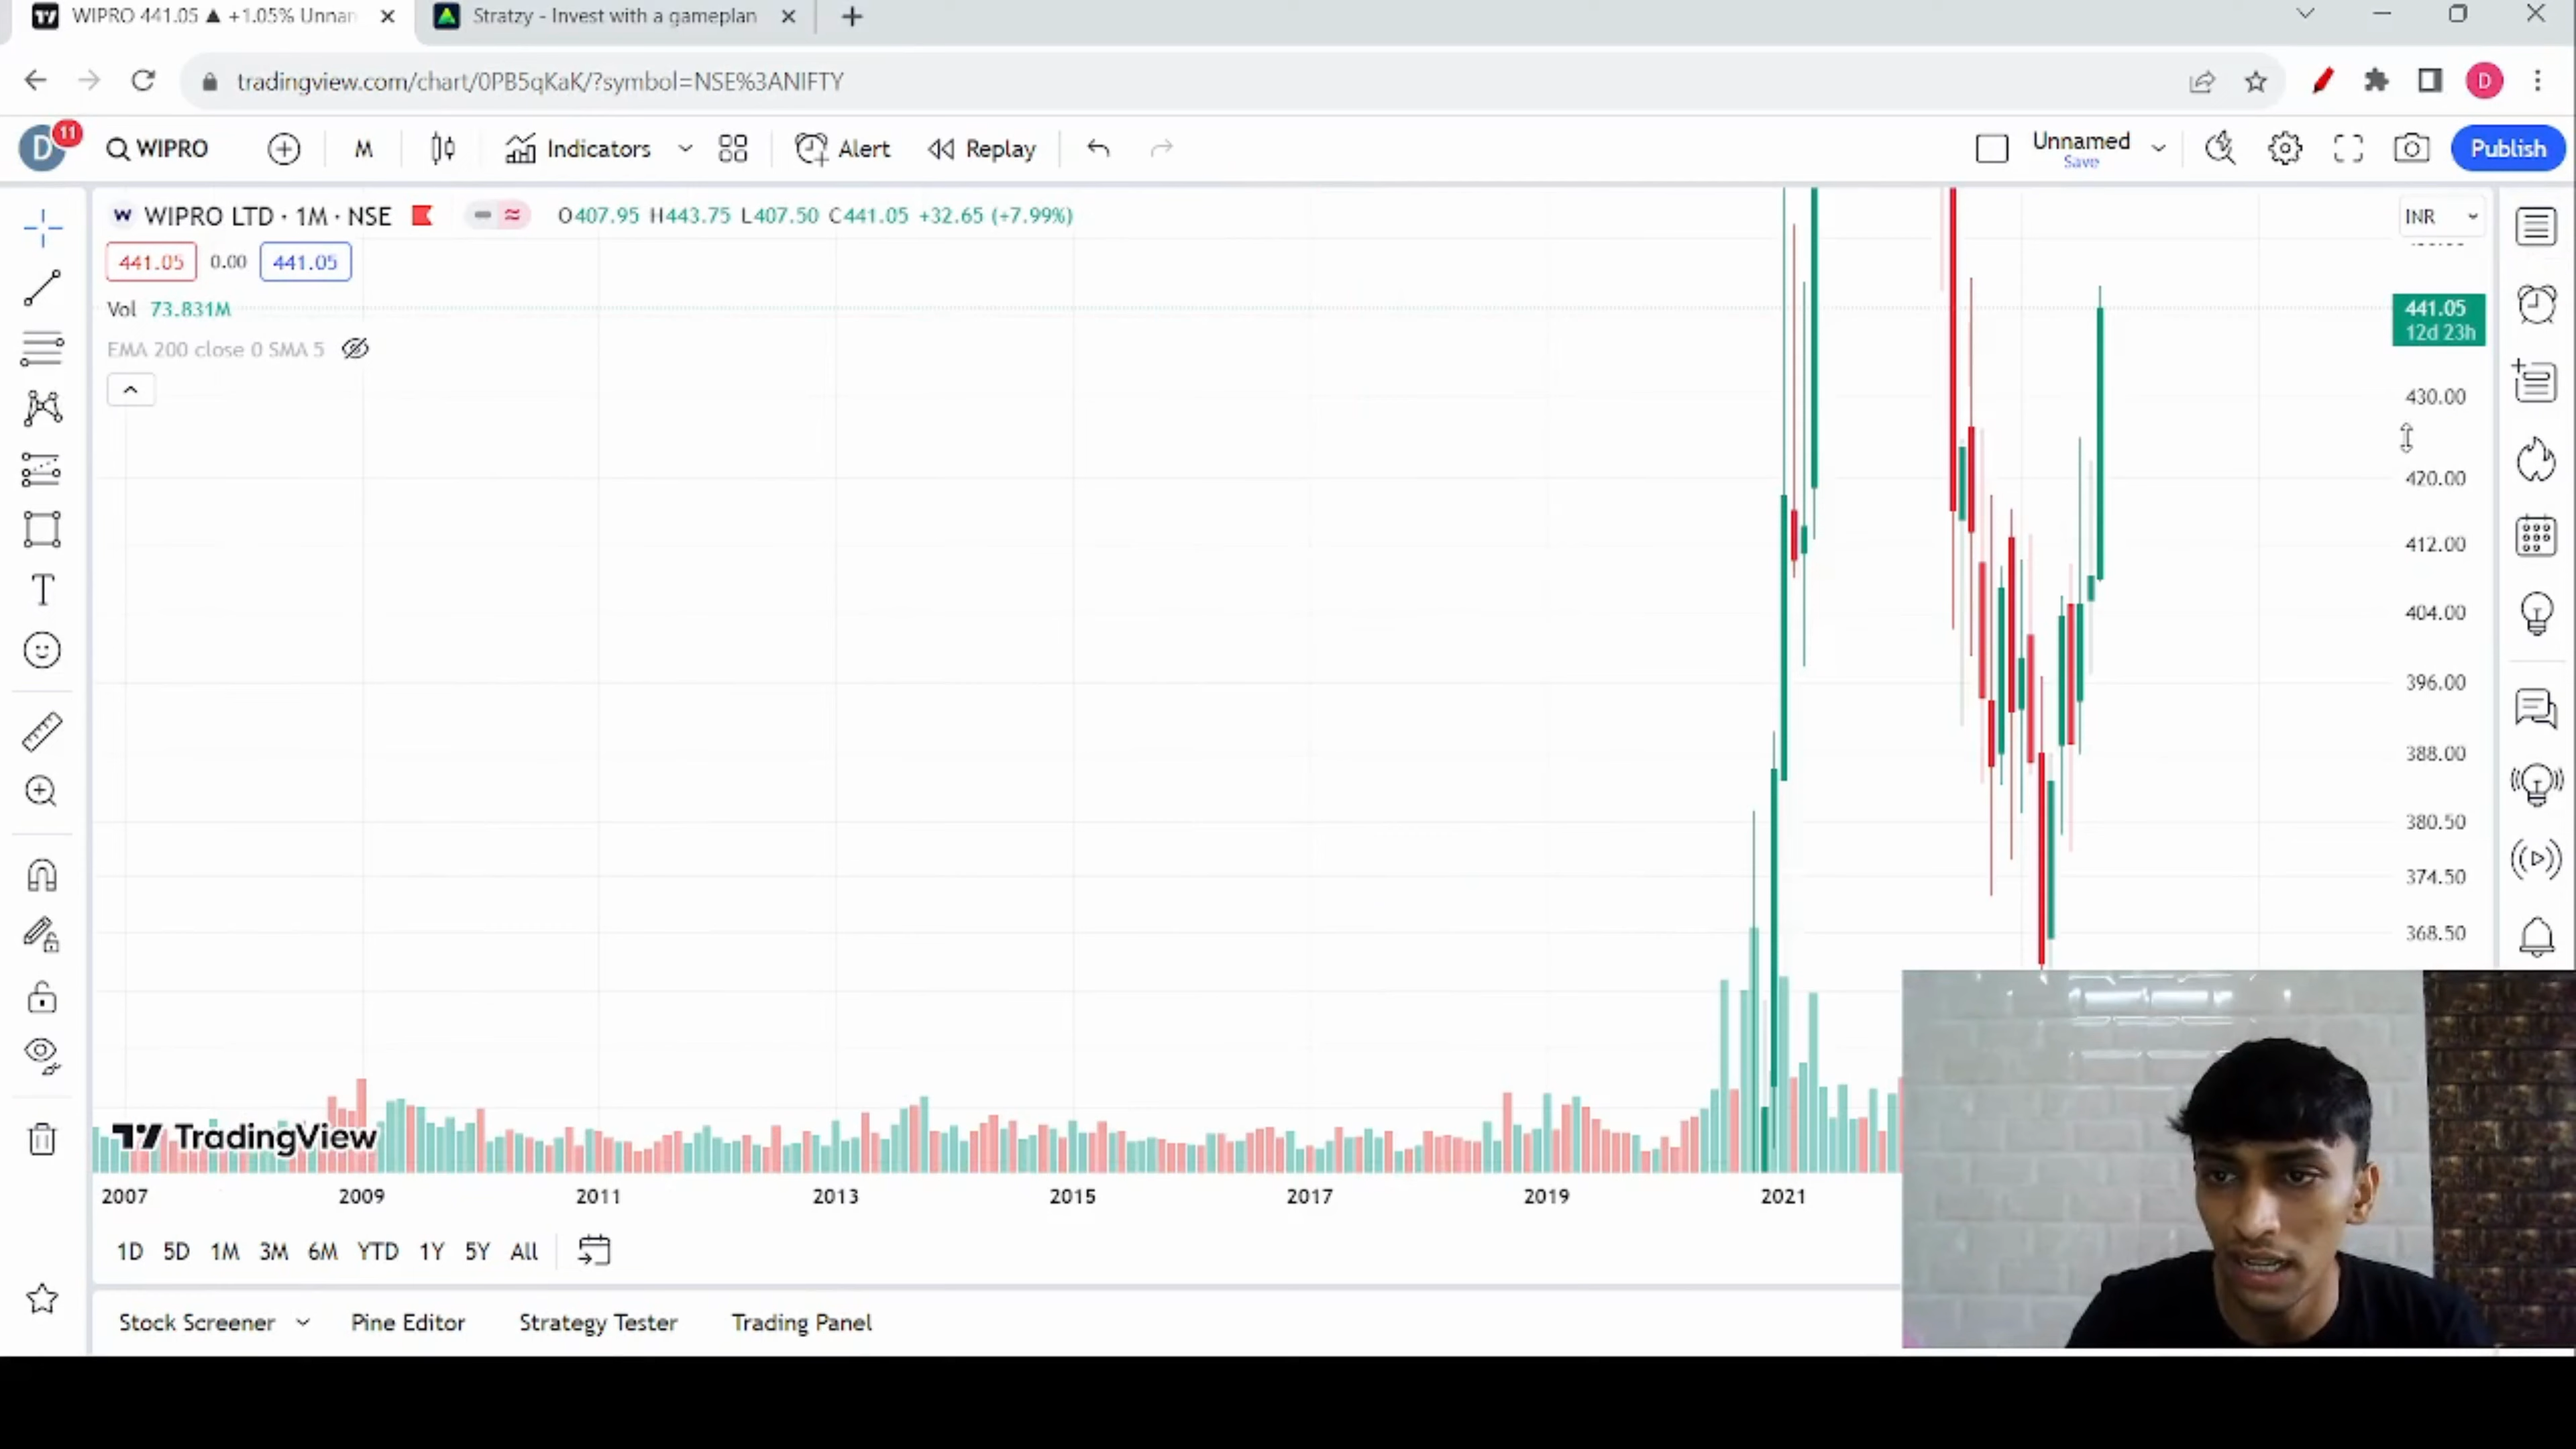 WIPRO 441.05 ▲ +1.05% Unnan
Stratzy - Invest with a gameplan
tradingview.com/chart/0PB5qKaK/?symbol=NSE%3ANIFTY
D
D
11
WIPRO
M
Indicators
Alert
Replay
Unnamed
Save
Publish
W WIPRO LTD · 1M · NSE
O407.95 H443.75 L407.50 C441.05 +32.65 (+7.99%)
INR
441.05 0.00 441.05
Vol 73.831M
EMA 200 close 0 SMA 5
441.05
12d 23h
430.00
420.00
412.00
404.00
396.00
388.00
380.50
374.50
368.50
TradingView
2007 2009 2011 2013 2015 2017 2019 2021
1D 5D 1M 3M 6M YTD 1Y 5Y All
Stock Screener Pine Editor Strategy Tester Trading Panel